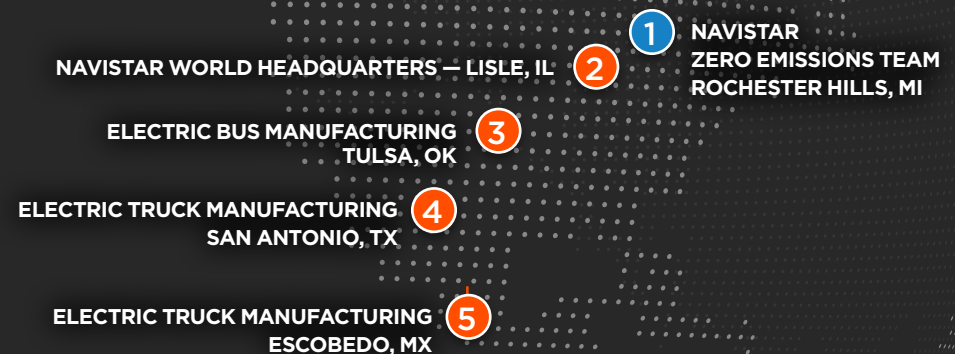 1
NAVISTAR
ZERO EMISSIONS TEAM
ROCHESTER HILLS, MI
NAVISTAR WORLD HEADQUARTERS — LISLE, IL
2
ELECTRIC BUS MANUFACTURING
TULSA, OK
3
ELECTRIC TRUCK MANUFACTURING
SAN ANTONIO, TX
4
ELECTRIC TRUCK MANUFACTURING
ESCOBEDO, MX
5